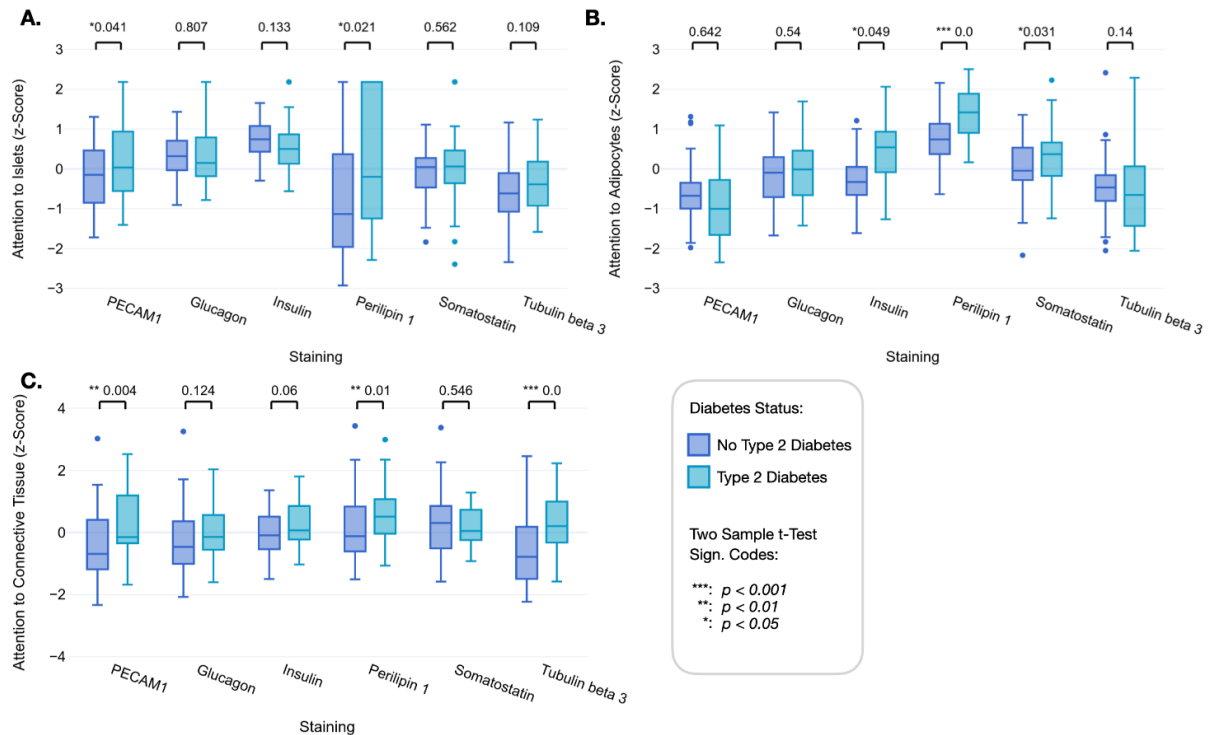 A.
*0.041 0.807 0.133 *0.021 0.562 0.109
Attention to Islets (z-Score)
3
2
1
0
−1
−2
−3
PECAM1 Glucagon Insulin Perilipin 1 Somatostatin Tubulin beta 3
Staining
B.
0.642 0.54 *0.049 *** 0.0 *0.031 0.14
Attention to Adipocytes (z-Score)
3
2
1
0
−1
−2
−3
PECAM1 Glucagon Insulin Perilipin 1 Somatostatin Tubulin beta 3
Staining
C.
** 0.004 0.124 0.06 ** 0.01 0.546 *** 0.0
Attention to Connective Tissue (z-Score)
4
2
0
−2
−4
PECAM1 Glucagon Insulin Perilipin 1 Somatostatin Tubulin beta 3
Staining
Diabetes Status:
No Type 2 Diabetes
Type 2 Diabetes
Two Sample t-Test
Sign. Codes:
***: p < 0.001
**: p < 0.01
*: p < 0.05